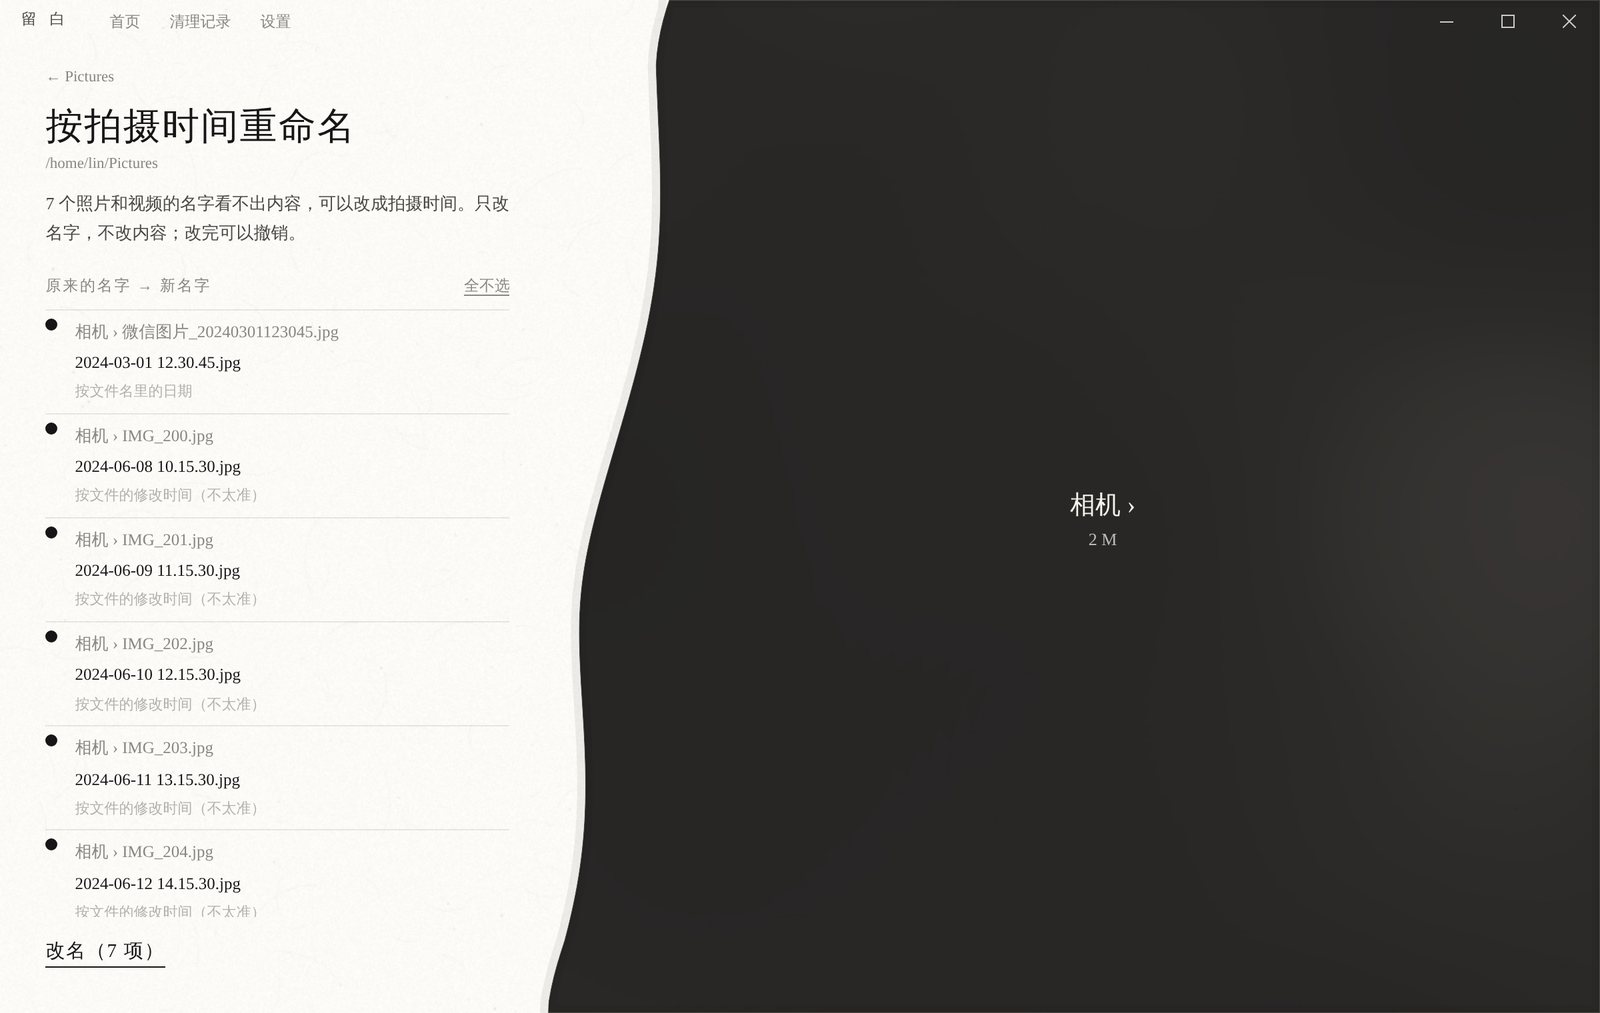 留 白
首页 清理记录 设置
← Pictures
按拍摄时间重命名
/home/lin/Pictures
7 个照片和视频的名字看不出内容，可以改成拍摄时间。只改
名字，不改内容；改完可以撤销。
原来的名字 → 新名字 全不选
相机 › 微信图片_20240301123045.jpg
2024-03-01 12.30.45.jpg
按文件名里的日期
相机 › IMG_200.jpg
2024-06-08 10.15.30.jpg
按文件的修改时间（不太准）
相机 › IMG_201.jpg
2024-06-09 11.15.30.jpg
按文件的修改时间（不太准）
相机 › IMG_202.jpg
2024-06-10 12.15.30.jpg
按文件的修改时间（不太准）
相机 › IMG_203.jpg
2024-06-11 13.15.30.jpg
按文件的修改时间（不太准）
相机 › IMG_204.jpg
2024-06-12 14.15.30.jpg
按文件的修改时间（不太准）
改名（7 项）
相机 ›
2 M